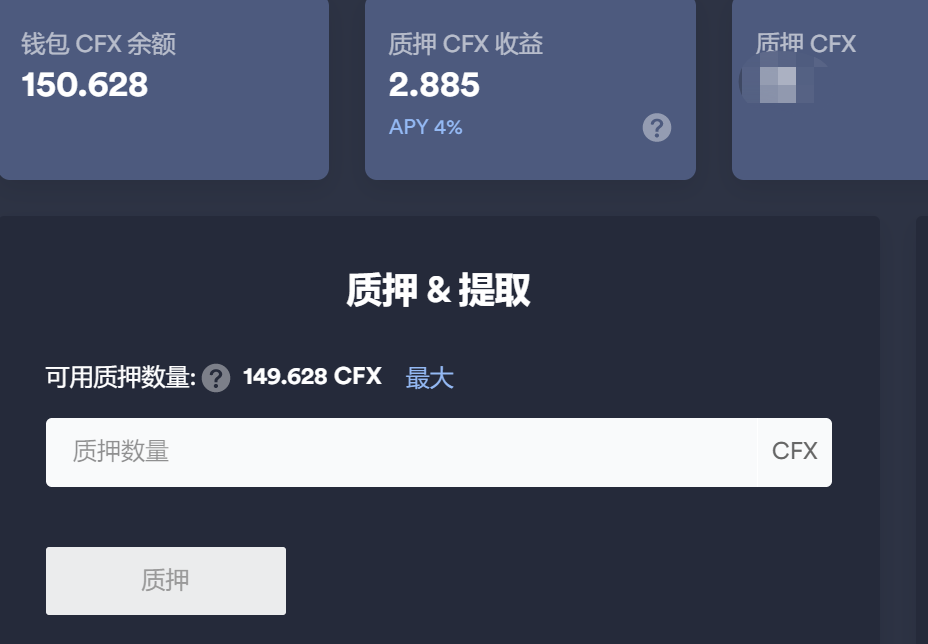 钱包 CFX 余额
150.628
质押 CFX 收益
2.885
APY 4%
?
质押 CFX
质押 & 提取
可用质押数量: ? 149.628 CFX 最大
质押数量 CFX
质押